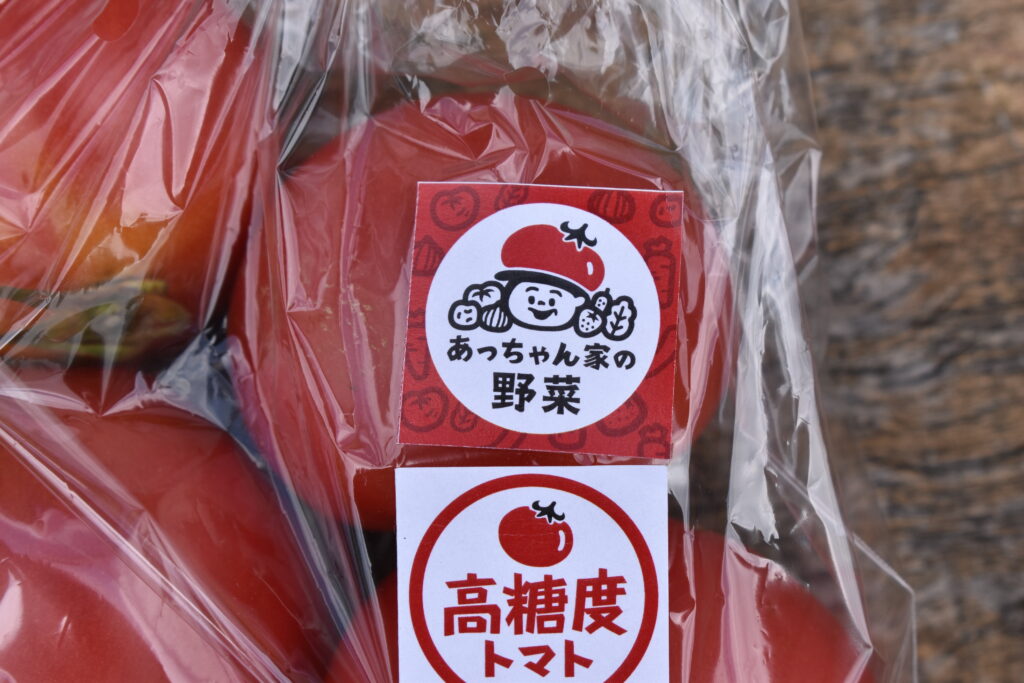 あっちゃん家の
野菜
高糖度
トマト